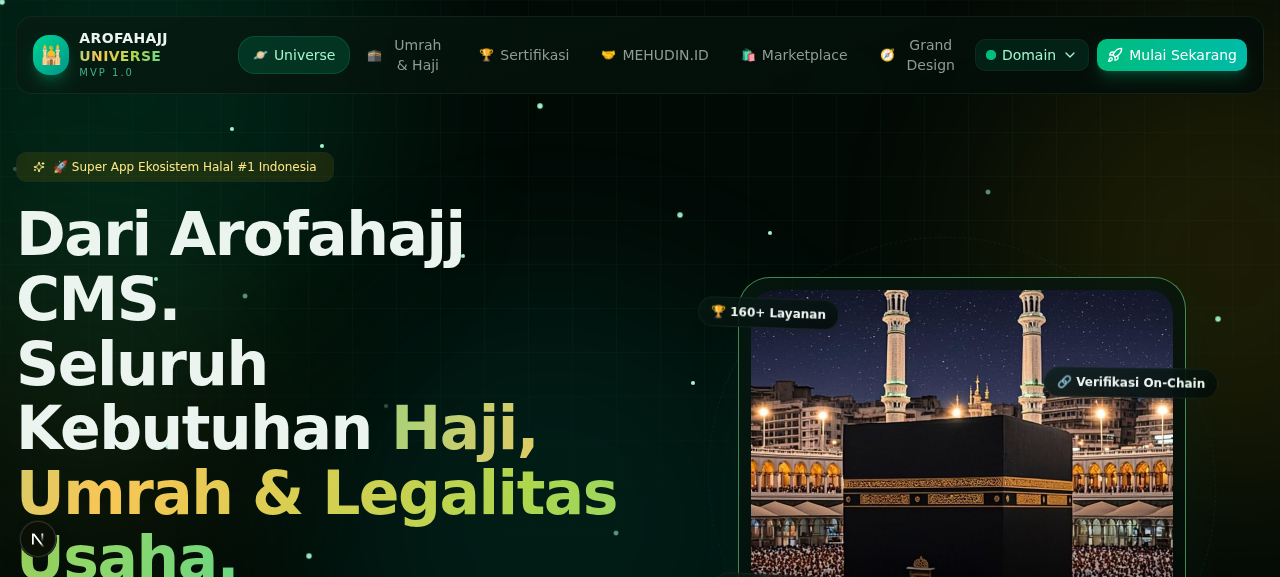 AROFAHAJJ
UNIVERSE
MVP 1.0
🪐 Universe
🕋 Umrah
& Haji
🏆 Sertifikasi
🤝 MEHUDIN.ID
🛍️ Marketplace
🧭 Grand
Design
Domain
Mulai Sekarang
🚀 Super App Ekosistem Halal #1 Indonesia
Dari Arofahajj
CMS.
Seluruh
Kebutuhan Haji,
Umrah & Legalitas
Usaha.
🏆 160+ Layanan
🔗 Verifikasi On-Chain
N